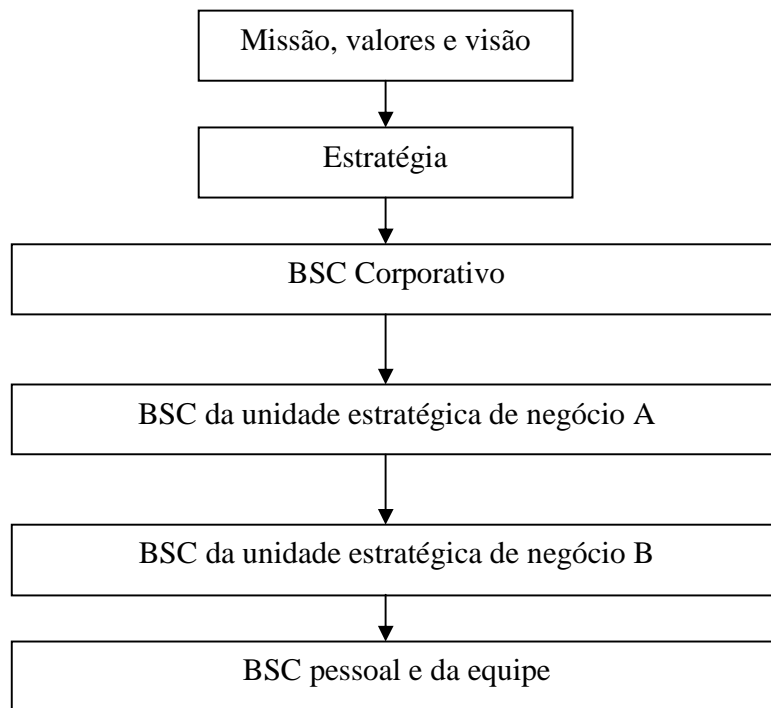 Missão, valores e visão
Estratégia
BSC Corporativo
BSC da unidade estratégica de negócio A
BSC da unidade estratégica de negócio B
BSC pessoal e da equipe